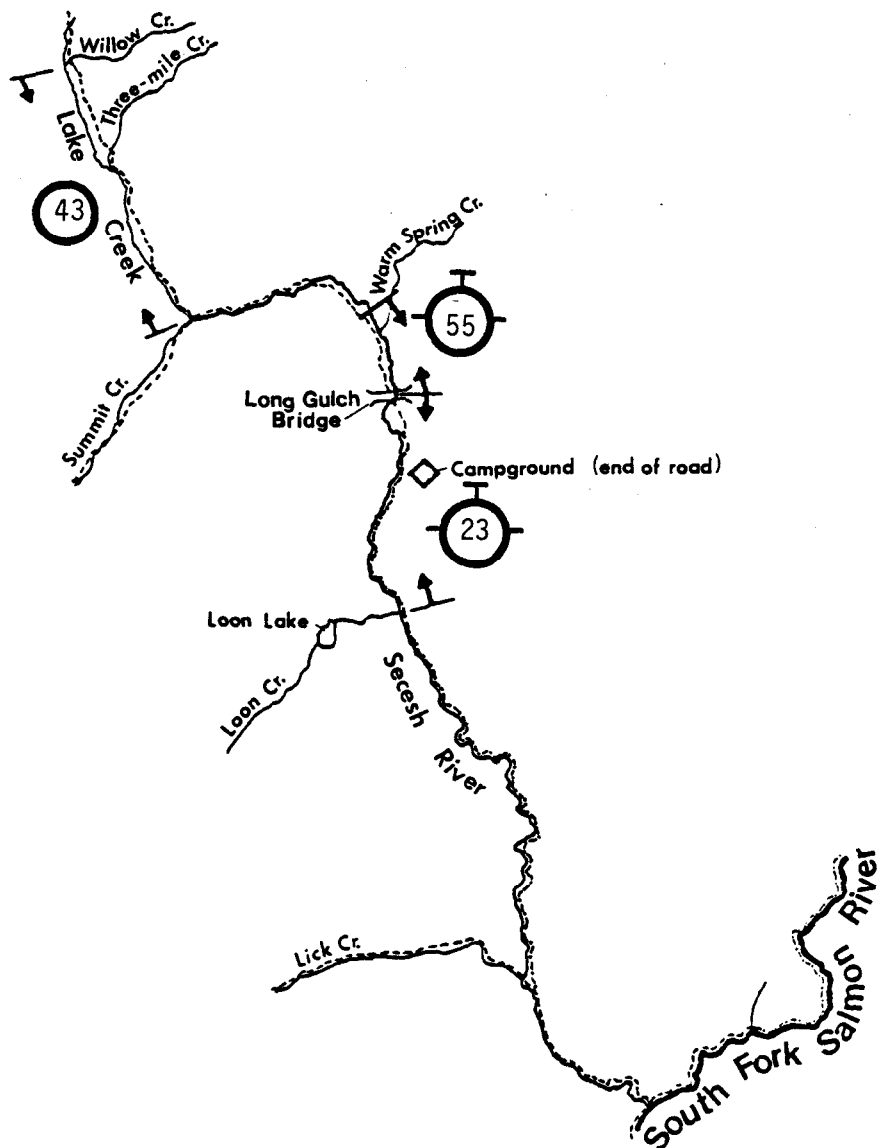 Willow Cr.
Three-mile Cr.
Lake
Creek
43
Warm Spring Cr.
55
Summit Cr.
Long Gulch
Bridge
Campground (end of road)
23
Loon Lake
Loon Cr.
Secesh
River
Lick Cr.
South Fork Salmon River